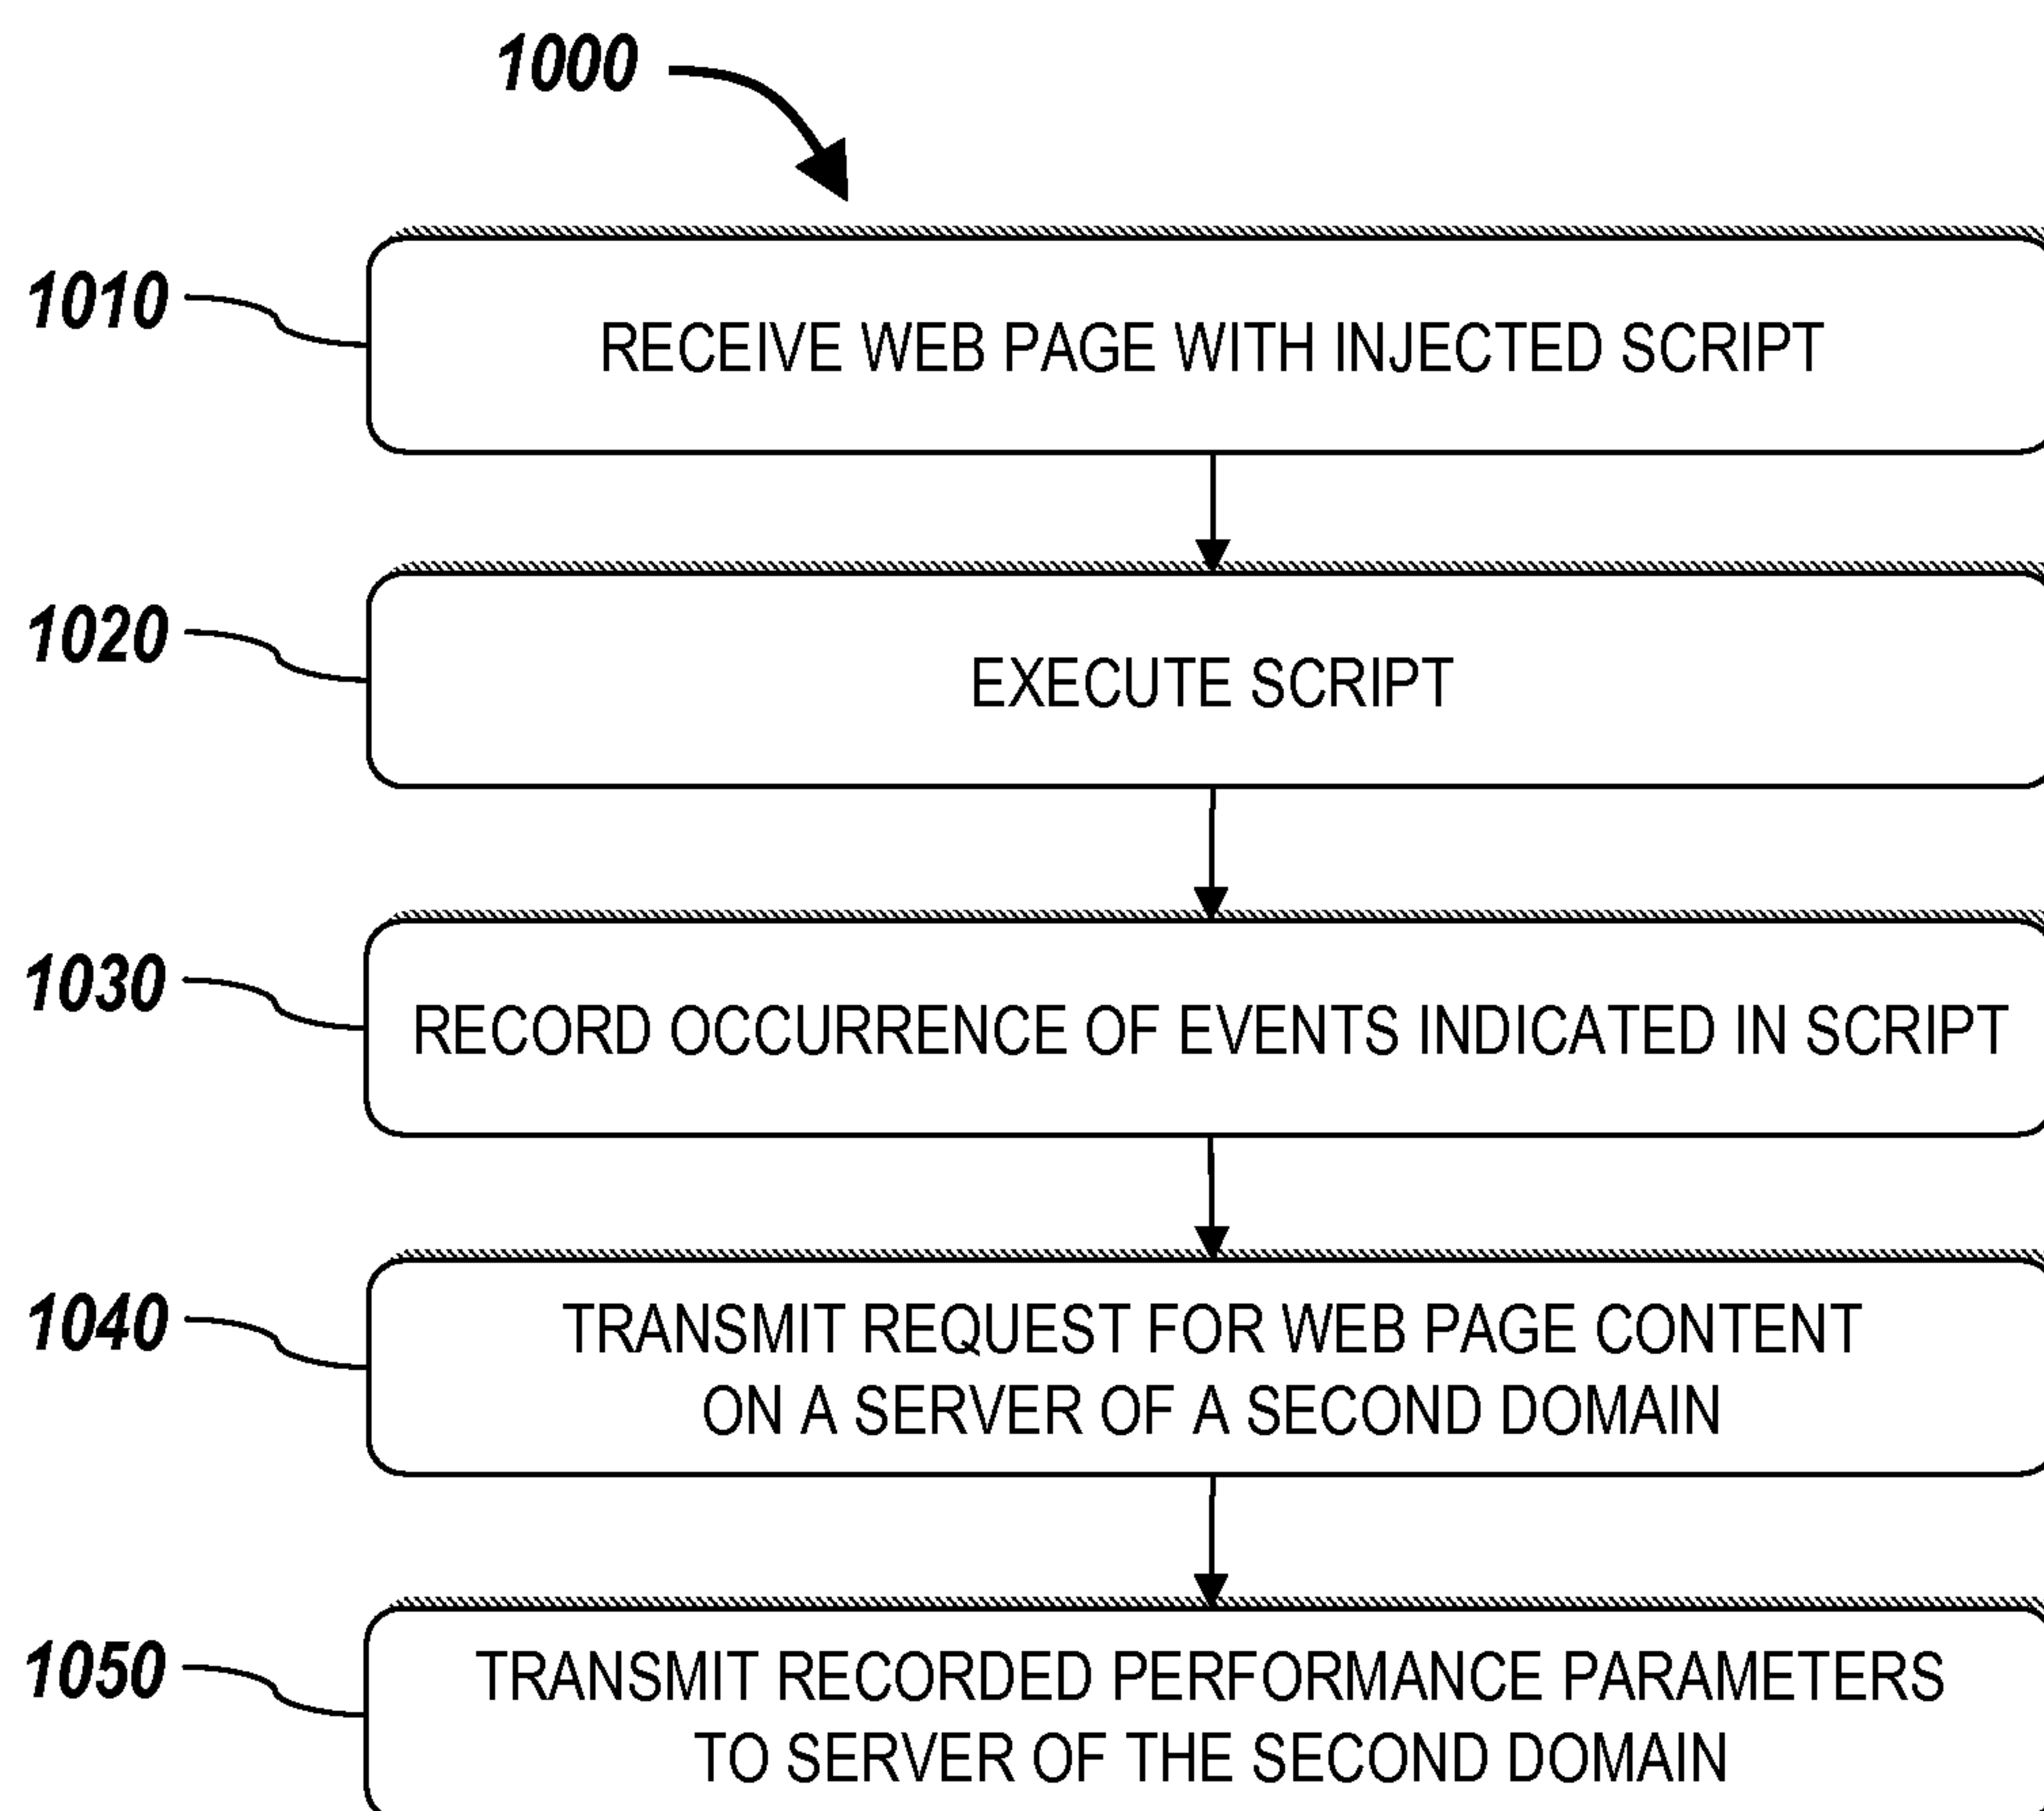 1000
1010
RECEIVE WEB PAGE WITH INJECTED SCRIPT
1020
EXECUTE SCRIPT
1030
RECORD OCCURRENCE OF EVENTS INDICATED IN SCRIPT
1040
TRANSMIT REQUEST FOR WEB PAGE CONTENT
ON A SERVER OF A SECOND DOMAIN
1050
TRANSMIT RECORDED PERFORMANCE PARAMETERS
TO SERVER OF THE SECOND DOMAIN